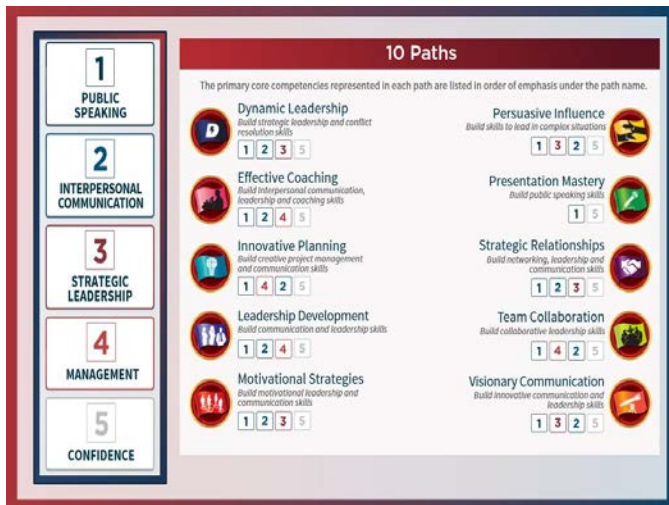 1
PUBLIC
SPEAKING
2
INTERPERSONAL
COMMUNICATION
3
STRATEGIC
LEADERSHIP
4
MANAGEMENT
5
CONFIDENCE
10 Paths
The primary core competencies represented in each path are listed in order of emphasis under the path name.
Dynamic Leadership
Build strategic leadership and conflict
resolution skills
1 2 3 5
Effective Coaching
Build interpersonal communication,
leadership and coaching skills
1 2 4 5
Innovative Planning
Build creative project management
and communication skills
1 4 2 5
Leadership Development
Build communication and leadership skills
1 2 4 5
Motivational Strategies
Build motivational leadership and
communication skills
1 2 3 5
Persuasive Influence
Build skills to lead in complex situations
1 3 2 5
Presentation Mastery
Build public speaking skills
1 5
Strategic Relationships
Build networking, leadership and
communication skills
1 2 3 5
Team Collaboration
Build collaborative leadership skills
1 4 2 5
Visionary Communication
Build innovative communication and
leadership skills
1 3 2 5